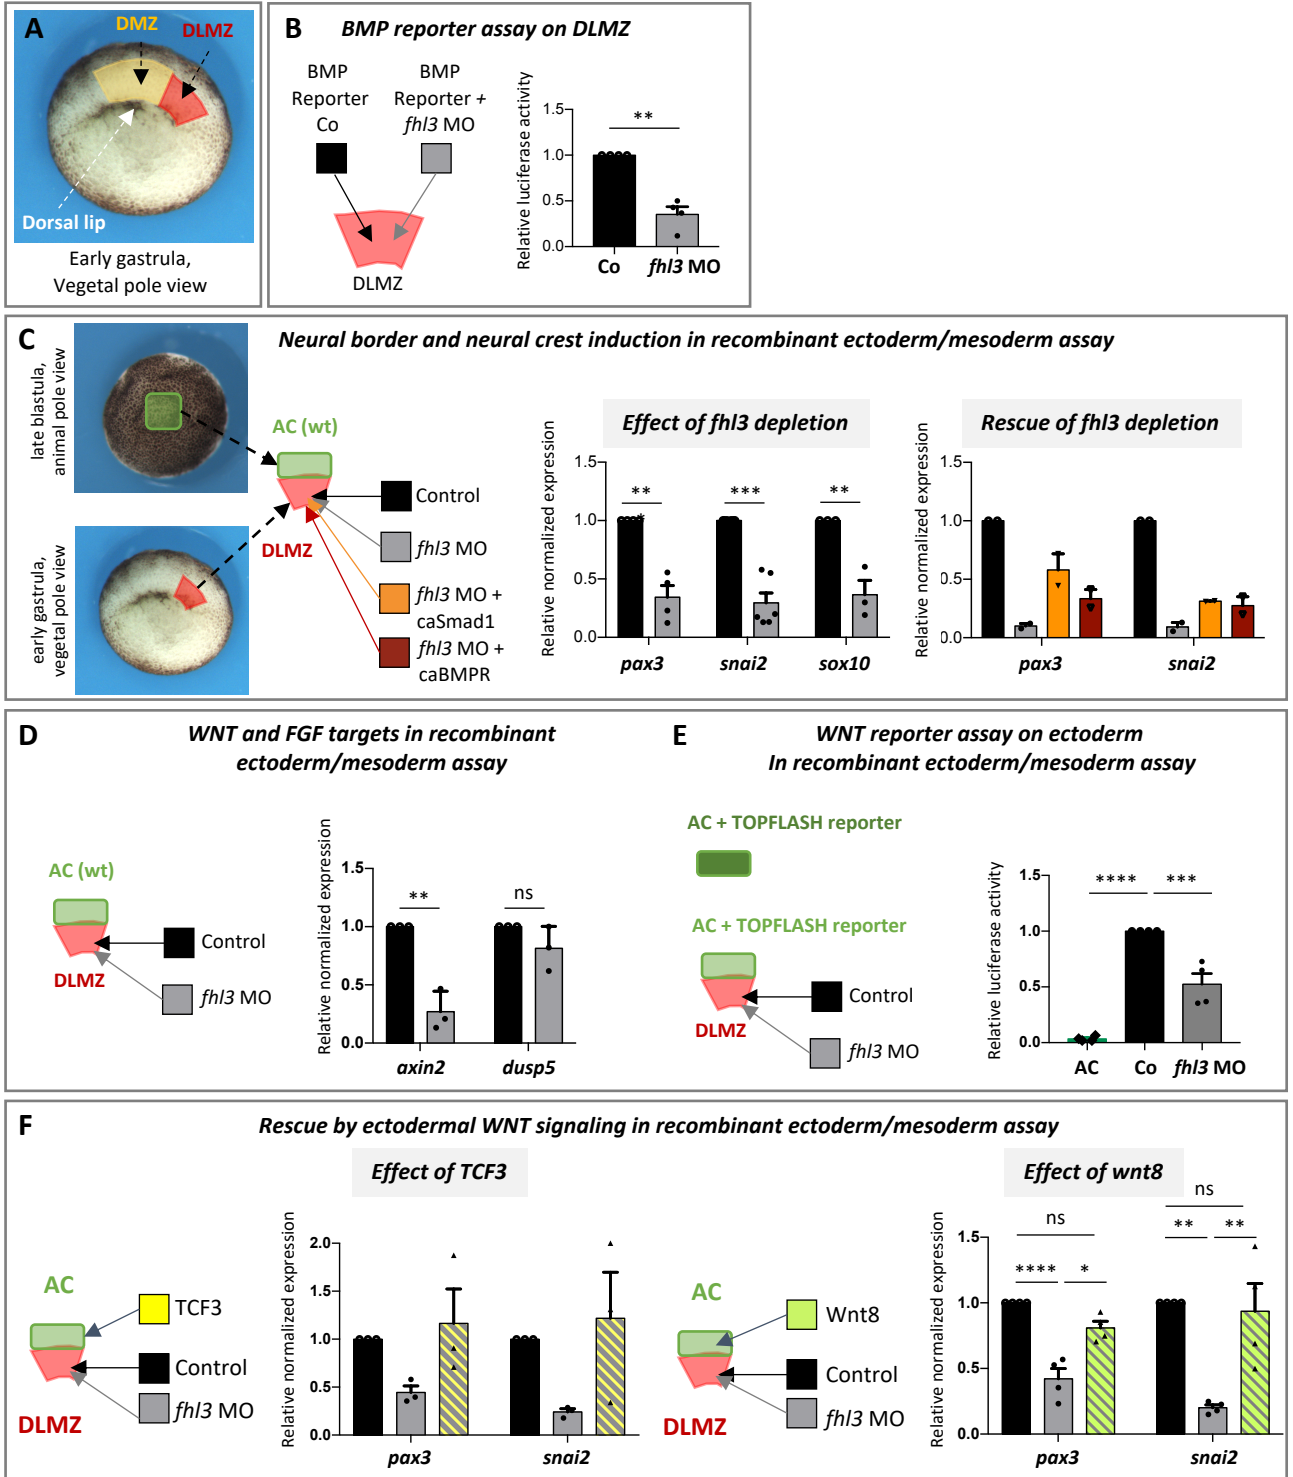 A
DMZ
DLMZ
Dorsal lip
Early gastrula,
Vegetal pole view
B
BMP reporter assay on DLMZ
BMP
Reporter
Co
BMP
Reporter +
fhl3 MO
DLMZ
Relative luciferase activity
1.5
1.0
0.5
0.0
**
Co
fhl3 MO
C
Neural border and neural crest induction in recombinant ectoderm/mesoderm assay
late blastula,
animal pole view
early gastrula,
vegetal pole view
AC (wt)
DLMZ
Control
fhl3 MO
fhl3 MO +
caSmad1
fhl3 MO +
caBMPR
Effect of fhl3 depletion
Relative normalized expression
1.5
1.0
0.5
0.0
**
***
**
pax3
snai2
sox10
Rescue of fhl3 depletion
Relative normalized expression
1.5
1.0
0.5
0.0
pax3
snai2
D
WNT and FGF targets in recombinant
ectoderm/mesoderm assay
AC (wt)
DLMZ
Control
fhl3 MO
Relative normalized expression
1.5
1.0
0.5
0.0
**
ns
axin2
dusp5
E
WNT reporter assay on ectoderm
In recombinant ectoderm/mesoderm assay
AC + TOPFLASH reporter
AC + TOPFLASH reporter
DLMZ
Control
fhl3 MO
Relative luciferase activity
1.5
1.0
0.5
0.0
****
***
AC
Co
fhl3 MO
F
Rescue by ectodermal WNT signaling in recombinant ectoderm/mesoderm assay
Effect of TCF3
AC
TCF3
Control
fhl3 MO
DLMZ
Relative normalized expression
2.0
1.5
1.0
0.5
0.0
pax3
snai2
Effect of wnt8
AC
Wnt8
Control
fhl3 MO
DLMZ
Relative normalized expression
1.5
1.0
0.5
0.0
ns
****
*
ns
**
**
pax3
snai2